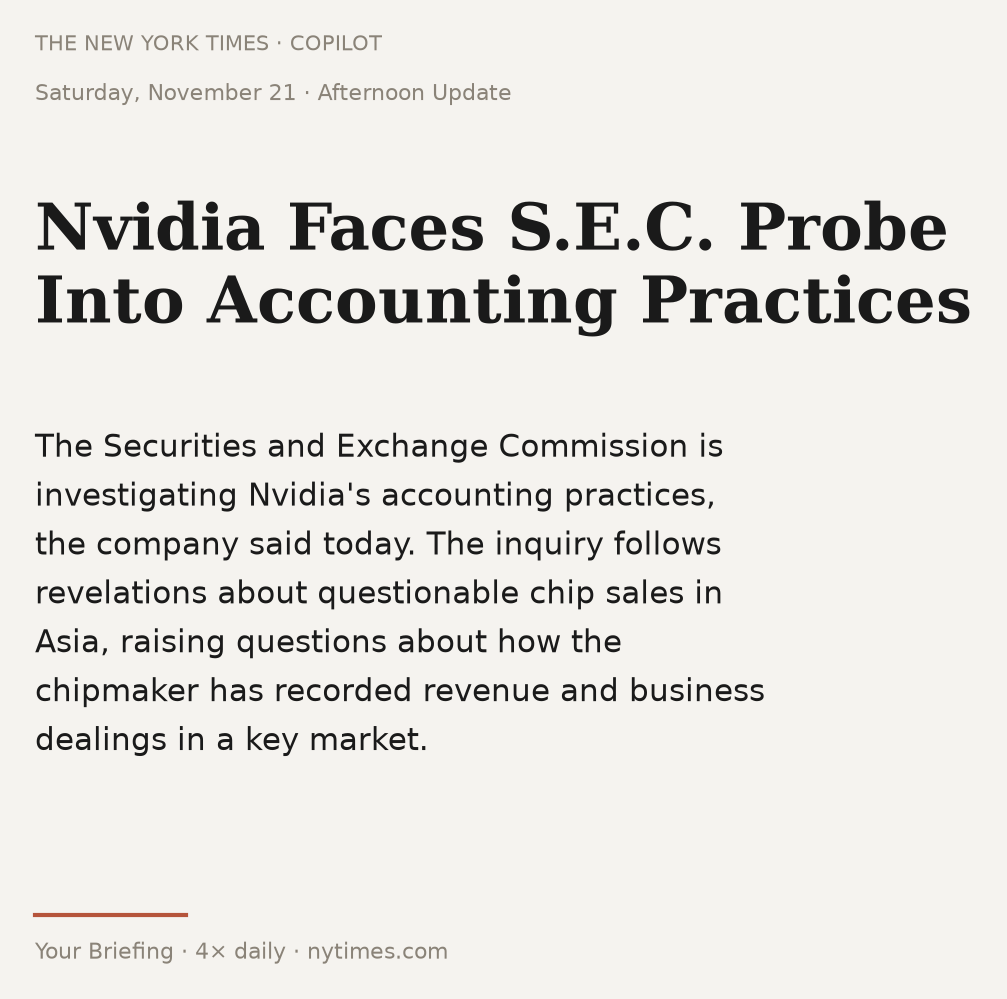 THE NEW YORK TIMES · COPILOT
Saturday, November 21 · Afternoon Update
Nvidia Faces S.E.C. Probe
Into Accounting Practices
The Securities and Exchange Commission is
investigating Nvidia's accounting practices,
the company said today. The inquiry follows
revelations about questionable chip sales in
Asia, raising questions about how the
chipmaker has recorded revenue and business
dealings in a key market.
Your Briefing · 4× daily · nytimes.com